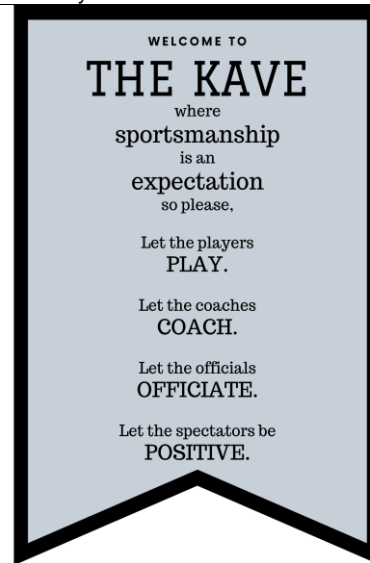 WELCOME TO
THE KAVE
where
sportsmanship
is an
expectation
so please,
Let the players
PLAY.
Let the coaches
COACH.
Let the officials
OFFICIATE.
Let the spectators be
POSITIVE.